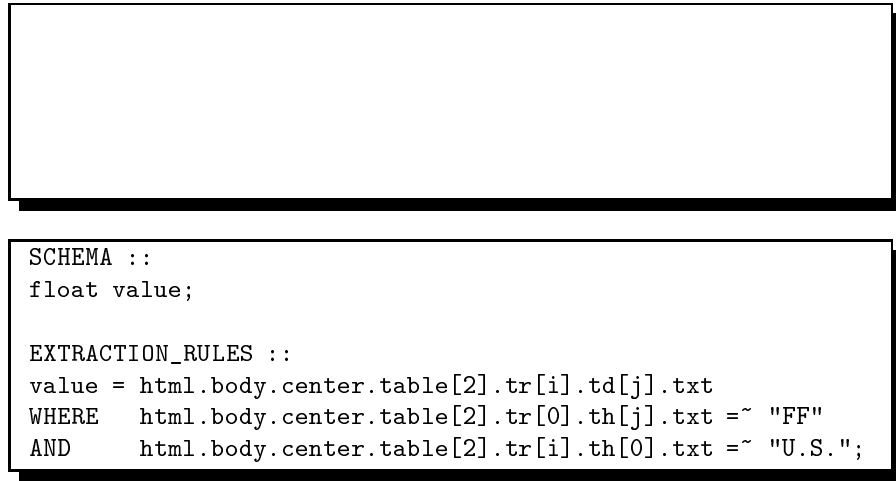 SCHEMA ::
float value;
EXTRACTION_RULES ::
value = html.body.center.table[2].tr[i].td[j].txt
WHERE   html.body.center.table[2].tr[0].th[j].txt =~ "FF"
AND     html.body.center.table[2].tr[i].th[0].txt =~ "U.S.";